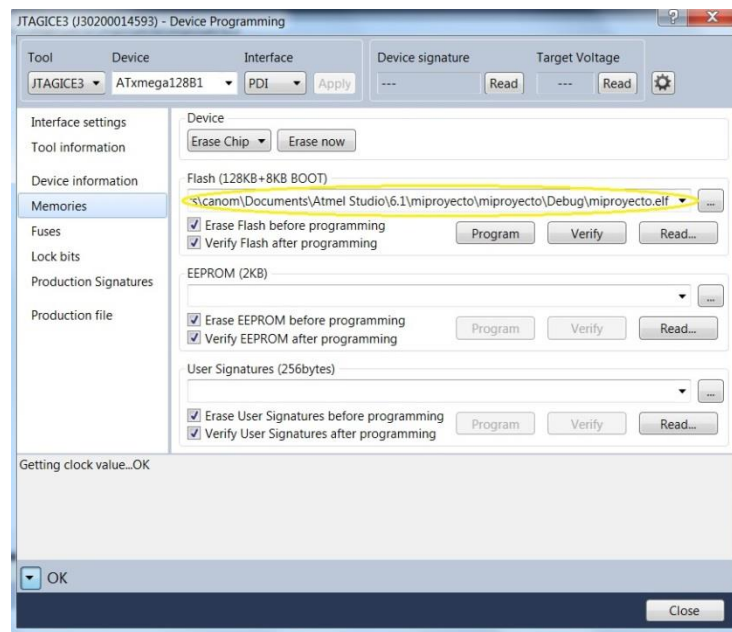 JTAGICE3 (J30200014593) - Device Programming
Tool Device Interface Device signature Target Voltage
JTAGICE3 ATxmega128B1 PDI Apply --- Read --- Read
Interface settings
Tool information
Device information
Memories
Fuses
Lock bits
Production Signatures
Production file
Device
Erase Chip Erase now
Flash (128KB+8KB BOOT)
s\canom\Documents\Atmel Studio\6.1\miproyecto\miproyecto\Debug\miproyecto.elf ...
Erase Flash before programming
Verify Flash after programming
Program Verify Read...
EEPROM (2KB)
...
Erase EEPROM before programming
Verify EEPROM after programming
Program Verify Read...
User Signatures (256bytes)
...
Erase User Signatures before programming
Verify User Signatures after programming
Program Verify Read...
Getting clock value...OK
OK
Close